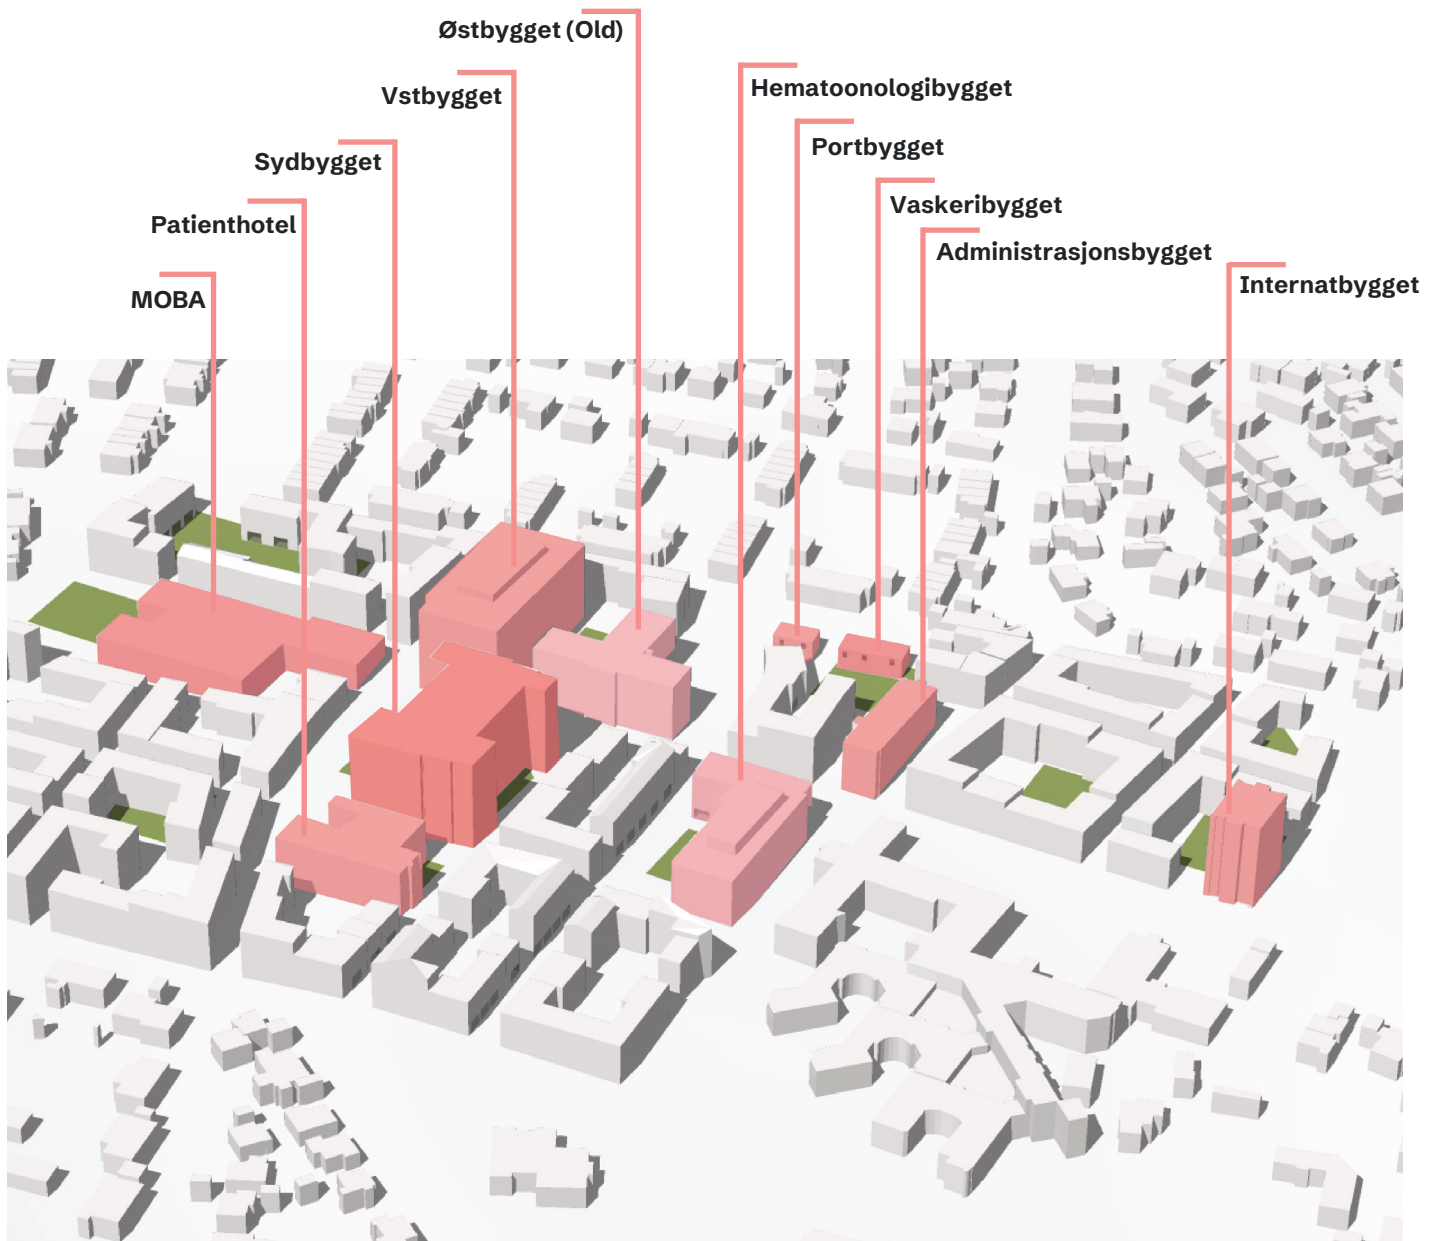 Østbygget (Old)
Vstbygget
Hematoonologibygget
Sydbygget
Portbygget
Patienthotel
Vaskeribygget
Administrasjonsbygget
MOBA
Internatbygget